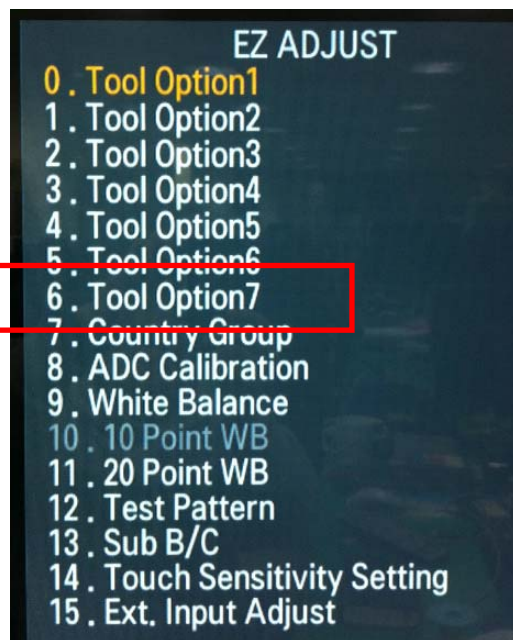 EZ ADJUST
0 . Tool Option1
1 . Tool Option2
2 . Tool Option3
3 . Tool Option4
4 . Tool Option5
5 . Tool Option6
6 . Tool Option7
7 . Country Group
8 . ADC Calibration
9 . White Balance
10 . 10 Point WB
11 . 20 Point WB
12 . Test Pattern
13 . Sub B/C
14 . Touch Sensitivity Setting
15 . Ext. Input Adjust